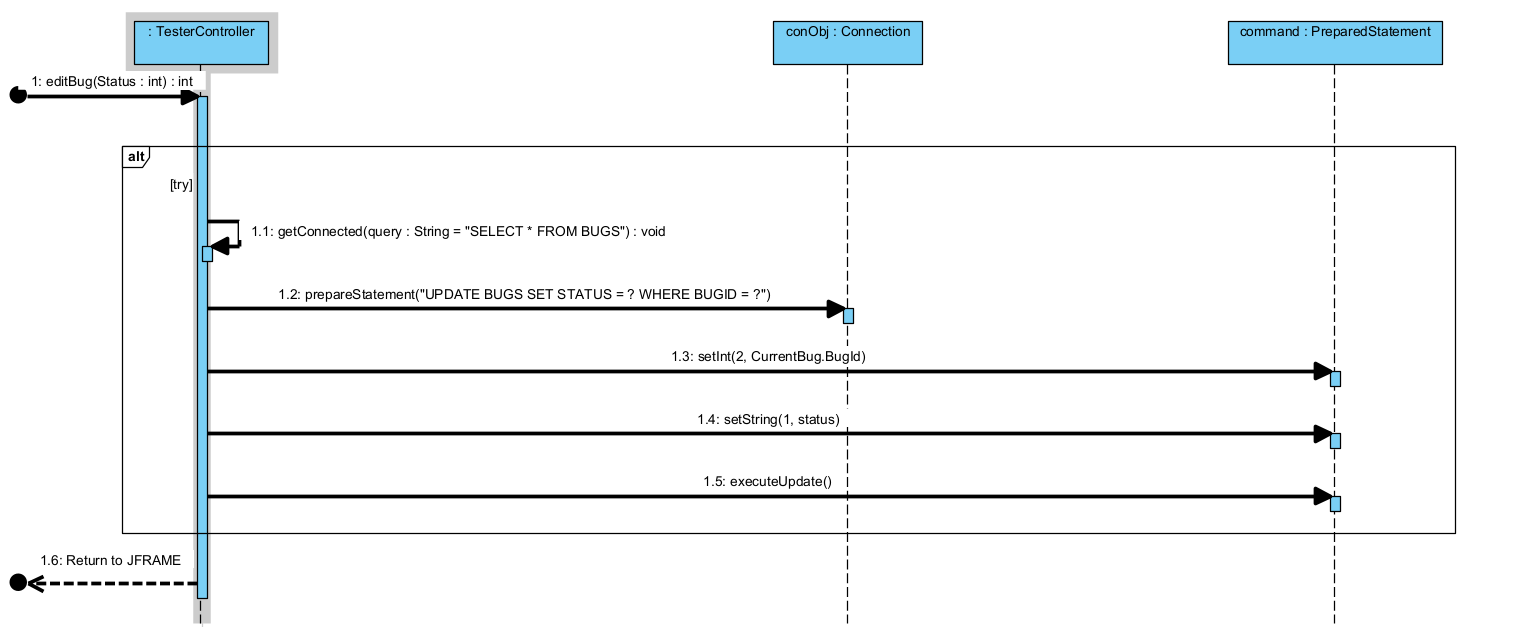 : TesterController
conObj : Connection
command : PreparedStatement
1: editBug(Status : int) : int
alt
[try]
1.1: getConnected(query : String = "SELECT * FROM BUGS") : void
1.2: prepareStatement("UPDATE BUGS SET STATUS = ? WHERE BUGID = ?")
1.3: setInt(2, CurrentBug.BugId)
1.4: setString(1, status)
1.5: executeUpdate()
1.6: Return to JFRAME